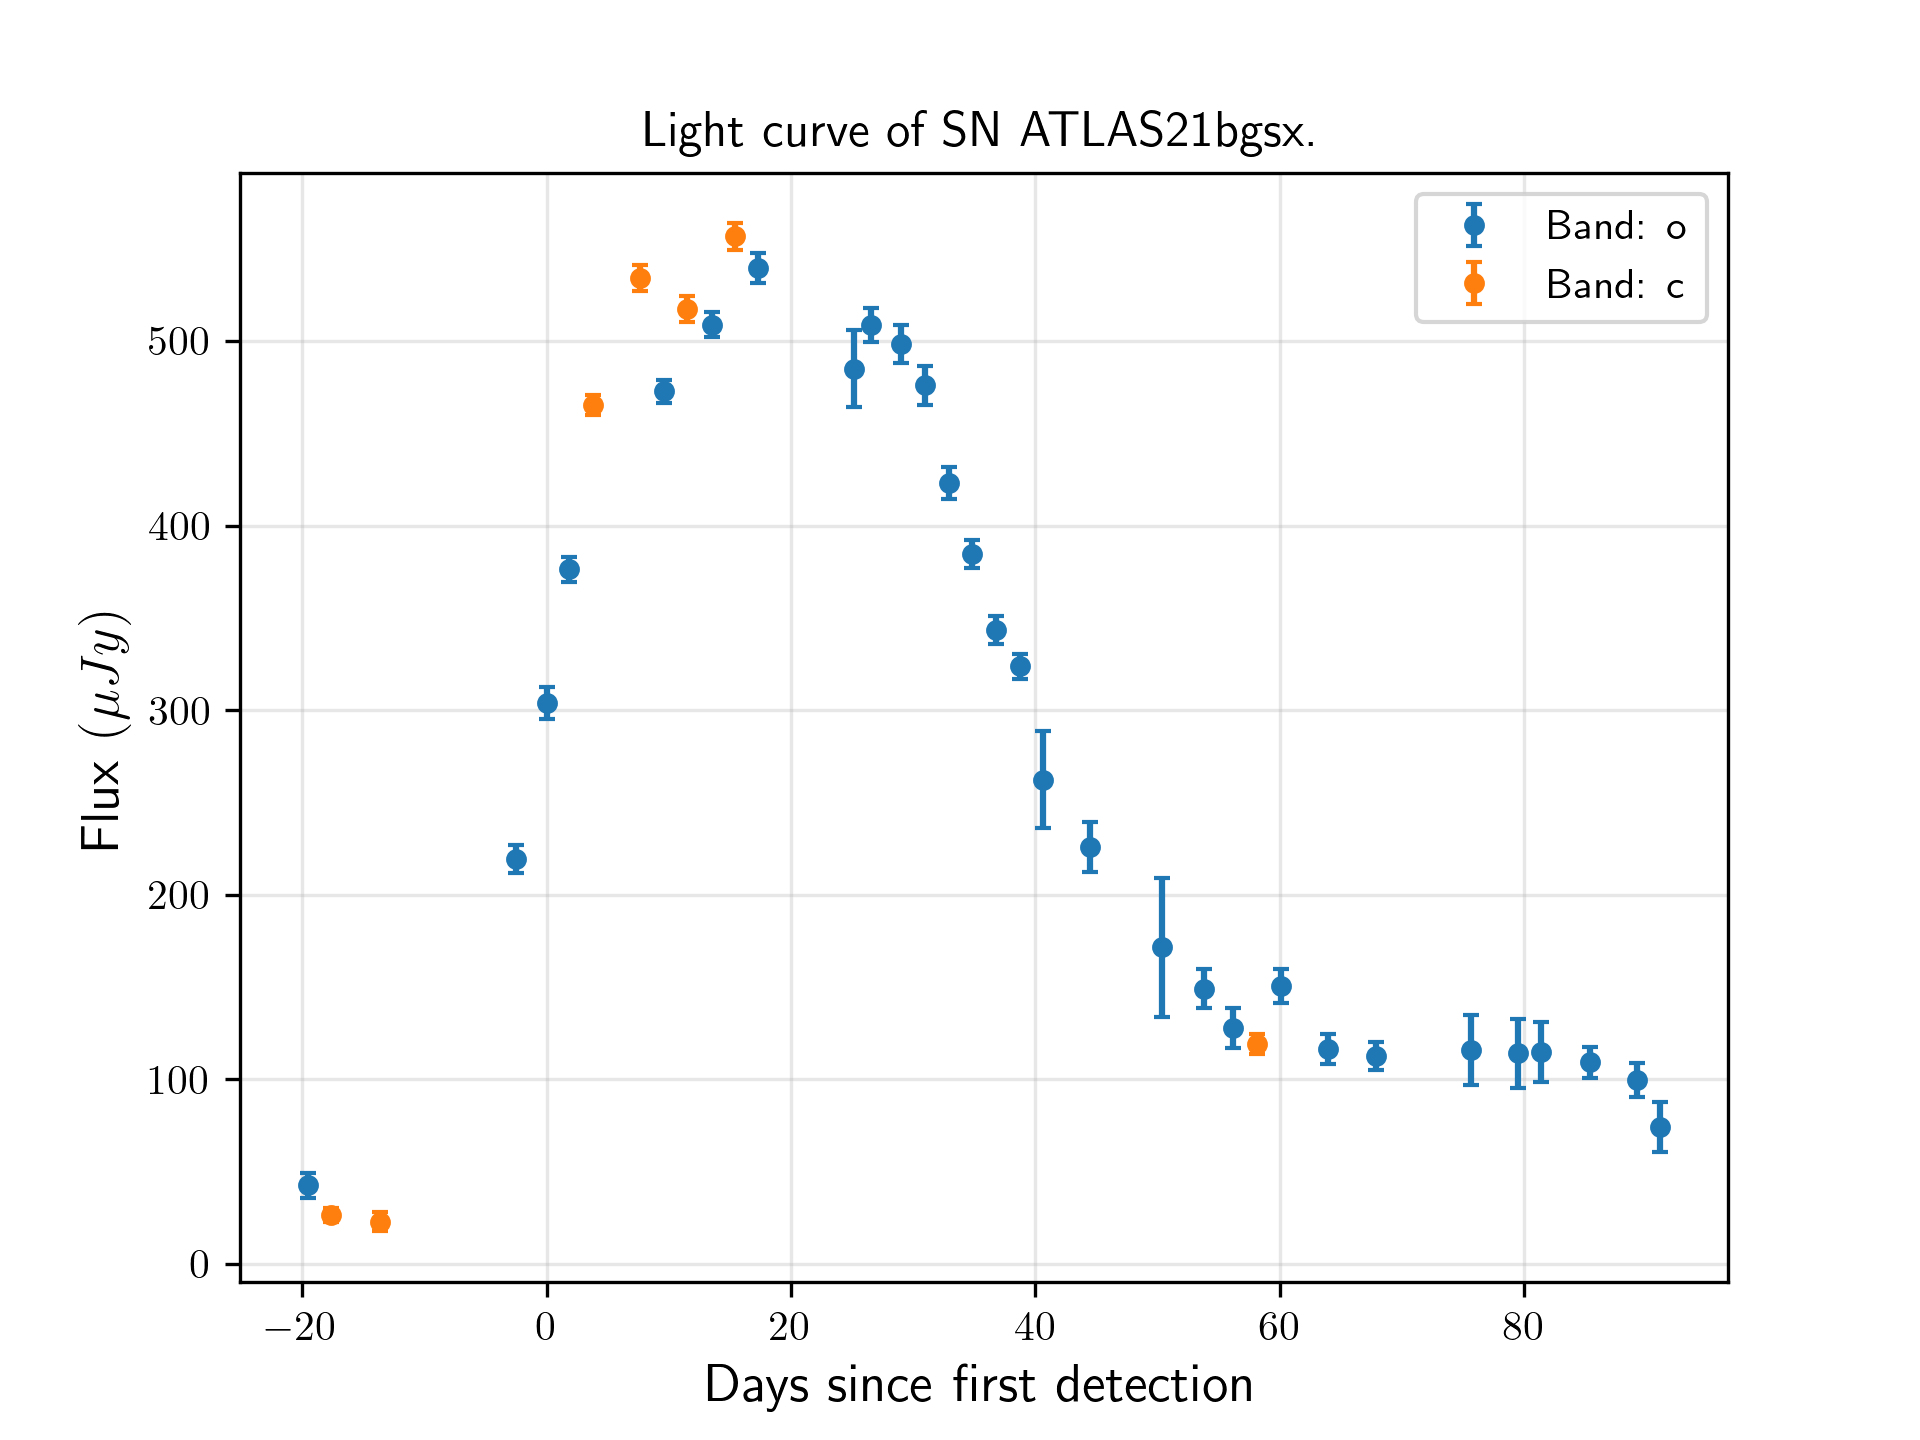 Light curve of SN ATLAS21bgsx.
Band: o
Band: c
Flux (μJy)
500
400
300
200
100
0
−20 0 20 40 60 80
Days since first detection